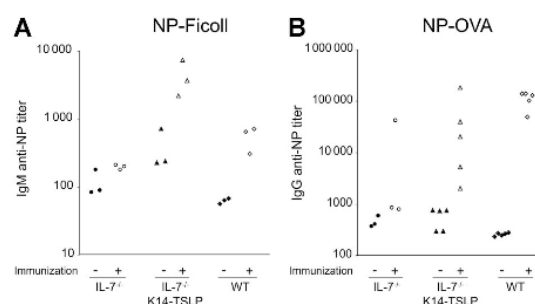 A
NP-Ficoll
IgM anti-NP titer
10 000
1 000
100
10
Immunization - + - + - +
IL-7-/- IL-7-/- WT
K14-TSLP
B
NP-OVA
IgG anti-NP titer
1 000 000
100 000
10 000
1000
100
Immunization - + - + - +
IL-7-/- IL-7-/- WT
K14-TSLP